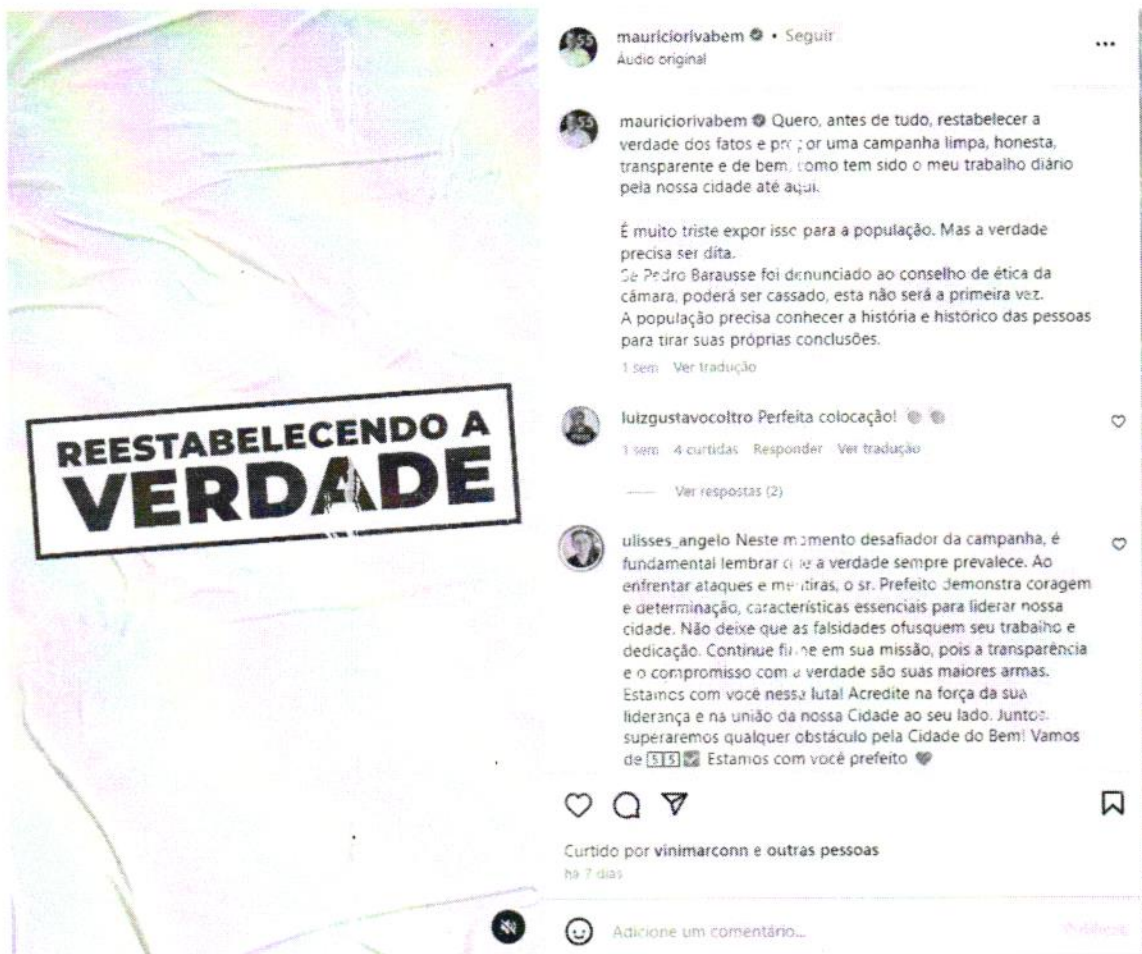 REESTABELECENDO A
VERDADE
mauriciorivabem • Seguir
Áudio original
mauriciorivabem Quero, antes de tudo, restabelecer a
verdade dos fatos e por uma campanha limpa, honesta,
transparente e de bem, como tem sido o meu trabalho diário
pela nossa cidade até aqui.
É muito triste expor isso para a população. Mas a verdade
precisa ser dita.
Se Pedro Barausse foi denunciado ao conselho de ética da
câmara, poderá ser cassado, esta não será a primeira vez.
A população precisa conhecer a história e histórico das pessoas
para tirar suas próprias conclusões.
1 sem Ver tradução
luizgustavocoltro Perfeita colocação!
1 sem 4 curtidas Responder Ver tradução
Ver respostas (2)
ulisses_angelo Neste momento desafiador da campanha, é
fundamental lembrar que a verdade sempre prevalece. Ao
enfrentar ataques e mentiras, o sr. Prefeito demonstra coragem
e determinação, características essenciais para liderar nossa
cidade. Não deixe que as falsidades ofusquem seu trabalho e
dedicação. Continue firme em sua missão, pois a transparência
e o compromisso com a verdade são suas maiores armas.
Estamos com você nessa luta! Acredite na força da sua
liderança e na união da nossa Cidade ao seu lado. Juntos,
superaremos qualquer obstáculo pela Cidade do Bem! Vamos
de 55 Estamos com você prefeito
Curtido por vinimarconn e outras pessoas
há 7 dias
Adicione um comentário...
Publicar